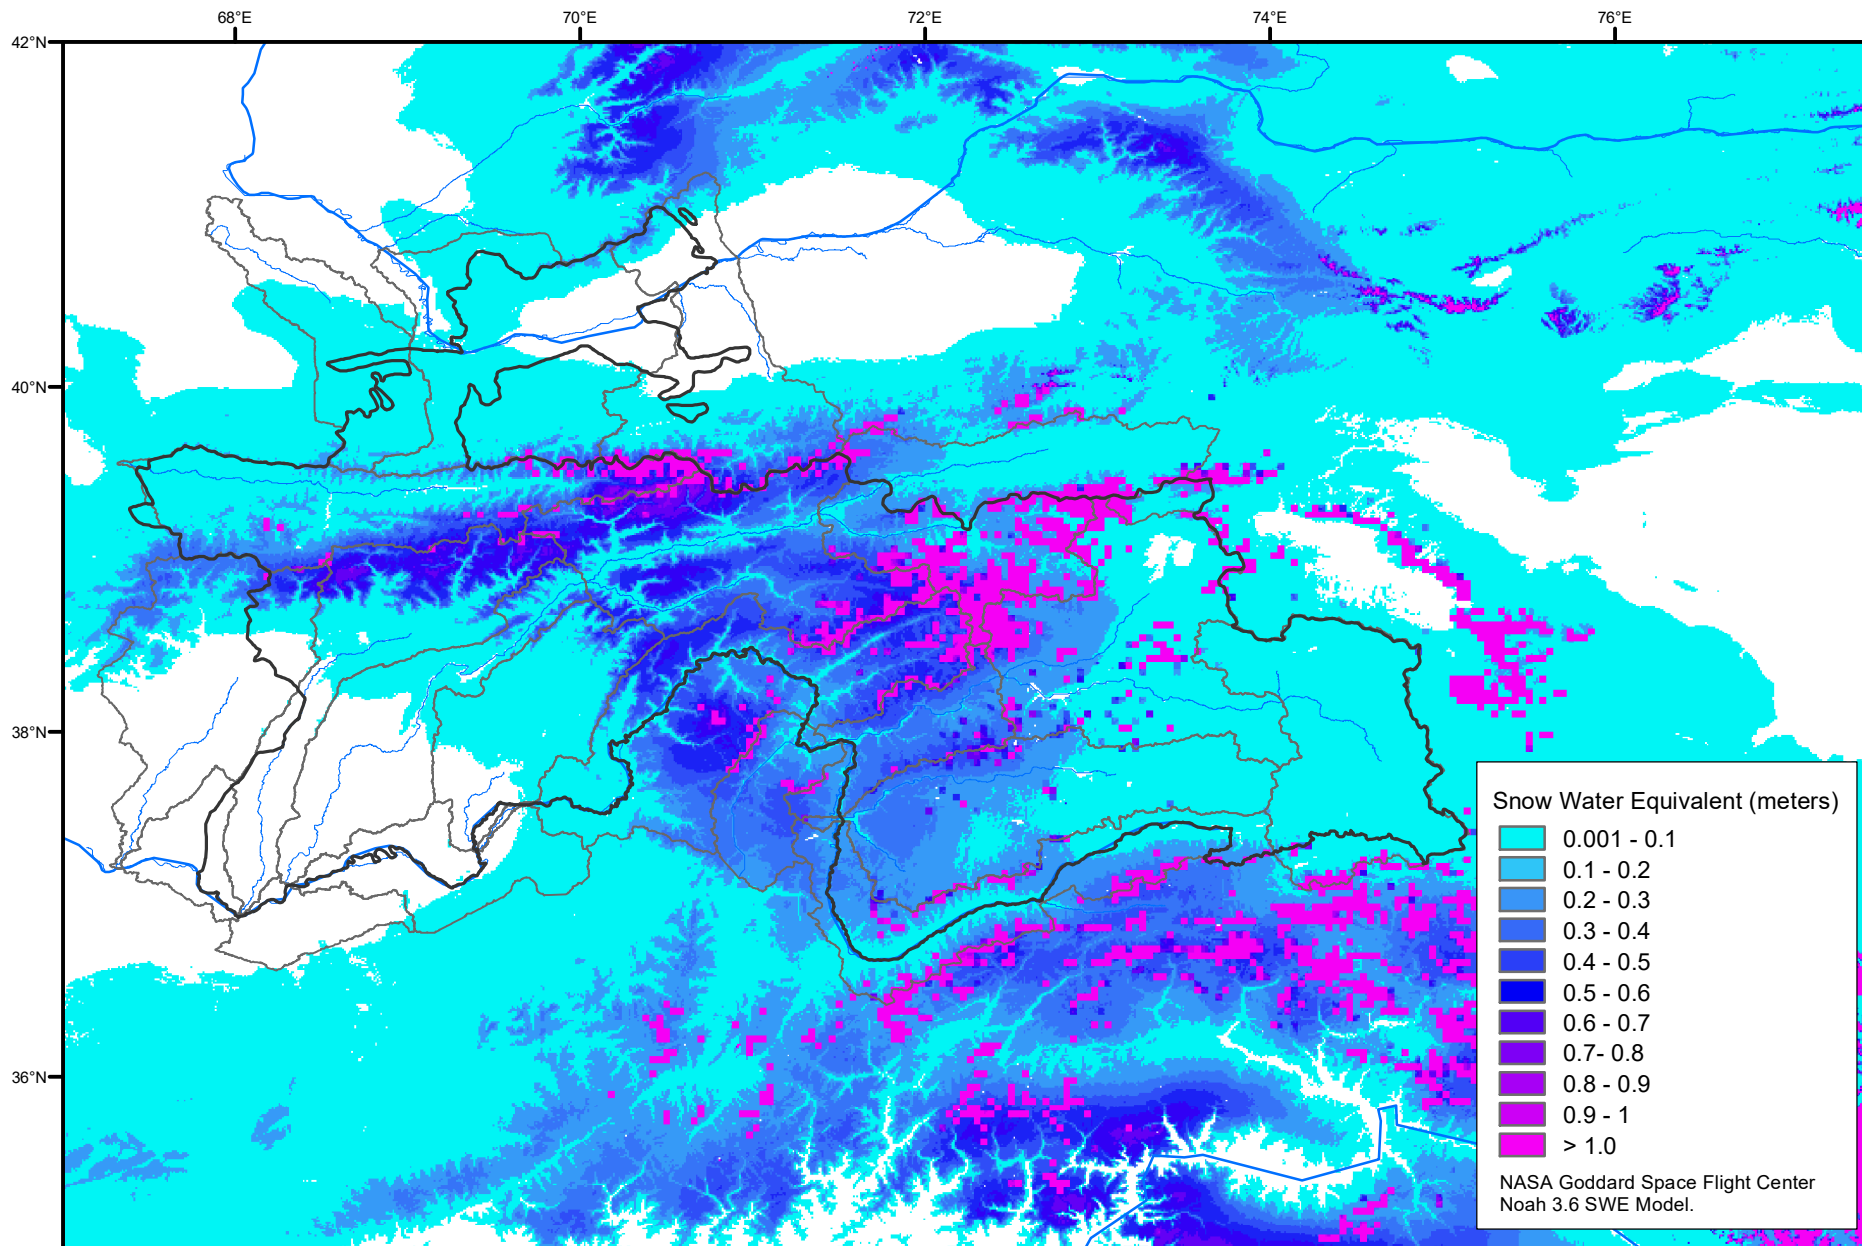 68°E 70°E 72°E 74°E 76°E
42°N
40°N
38°N
36°N
Snow Water Equivalent (meters)
0.001 - 0.1
0.1 - 0.2
0.2 - 0.3
0.3 - 0.4
0.4 - 0.5
0.5 - 0.6
0.6 - 0.7
0.7- 0.8
0.8 - 0.9
0.9 - 1
> 1.0
NASA Goddard Space Flight Center
Noah 3.6 SWE Model.